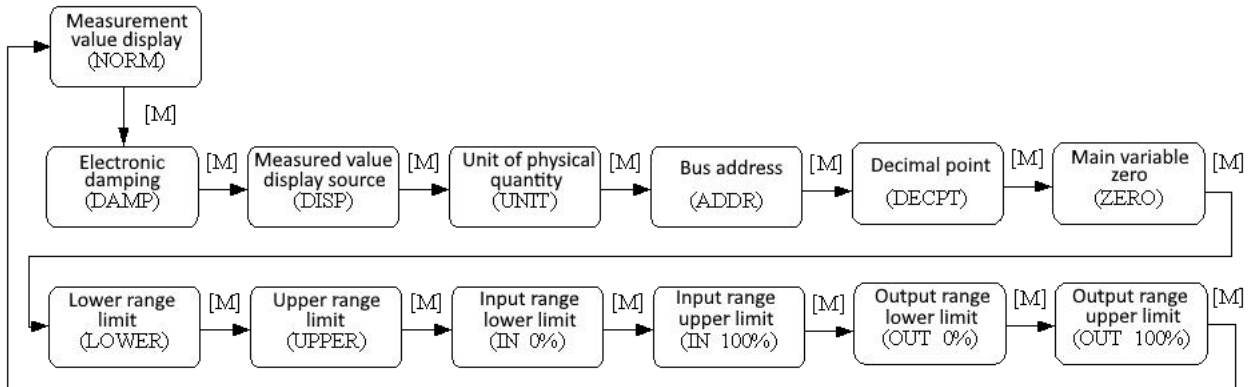 Measurement
value display
(NORM)
[M]
Electronic
damping
(DAMP)
[M]
Measured value
display source
(DISP)
[M]
Unit of physical
quantity
(UNIT)
[M]
Bus address
(ADDR)
[M]
Decimal point
(DECPT)
[M]
Main variable
zero
(ZERO)
[M]
Lower range
limit
(LOWER)
[M]
Upper range
limit
(UPPER)
[M]
Input range
lower limit
(IN 0%)
[M]
Input range
upper limit
(IN 100%)
[M]
Output range
lower limit
(OUT 0%)
[M]
Output range
upper limit
(OUT 100%)
[M]